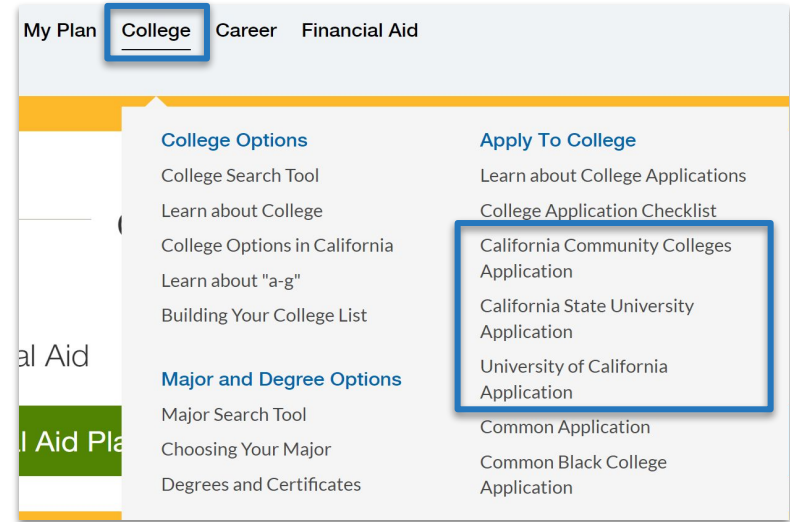 My Plan College Career Financial Aid
College Options
College Search Tool
Learn about College
College Options in California
Learn about "a-g"
Building Your College List
Major and Degree Options
Major Search Tool
Choosing Your Major
Degrees and Certificates
Apply To College
Learn about College Applications
College Application Checklist
California Community Colleges
Application
California State University
Application
University of California
Application
Common Application
Common Black College
Application
al Aid
l Aid Pla